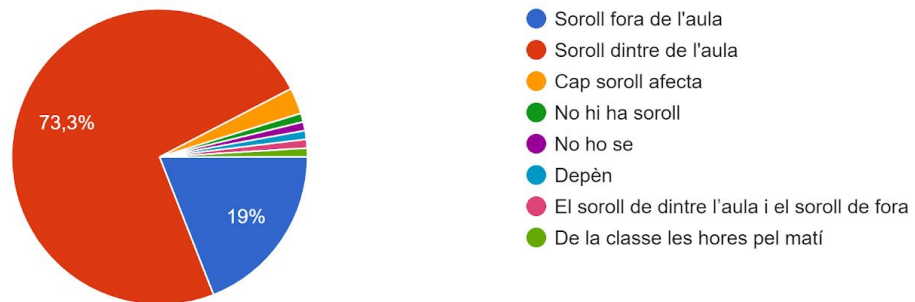 73,3%
19%
Soroll fora de l'aula
Soroll dintre de l'aula
Cap soroll afecta
No hi ha soroll
No ho se
Depèn
El soroll de dintre l’aula i el soroll de fora
De la classe les hores pel matí